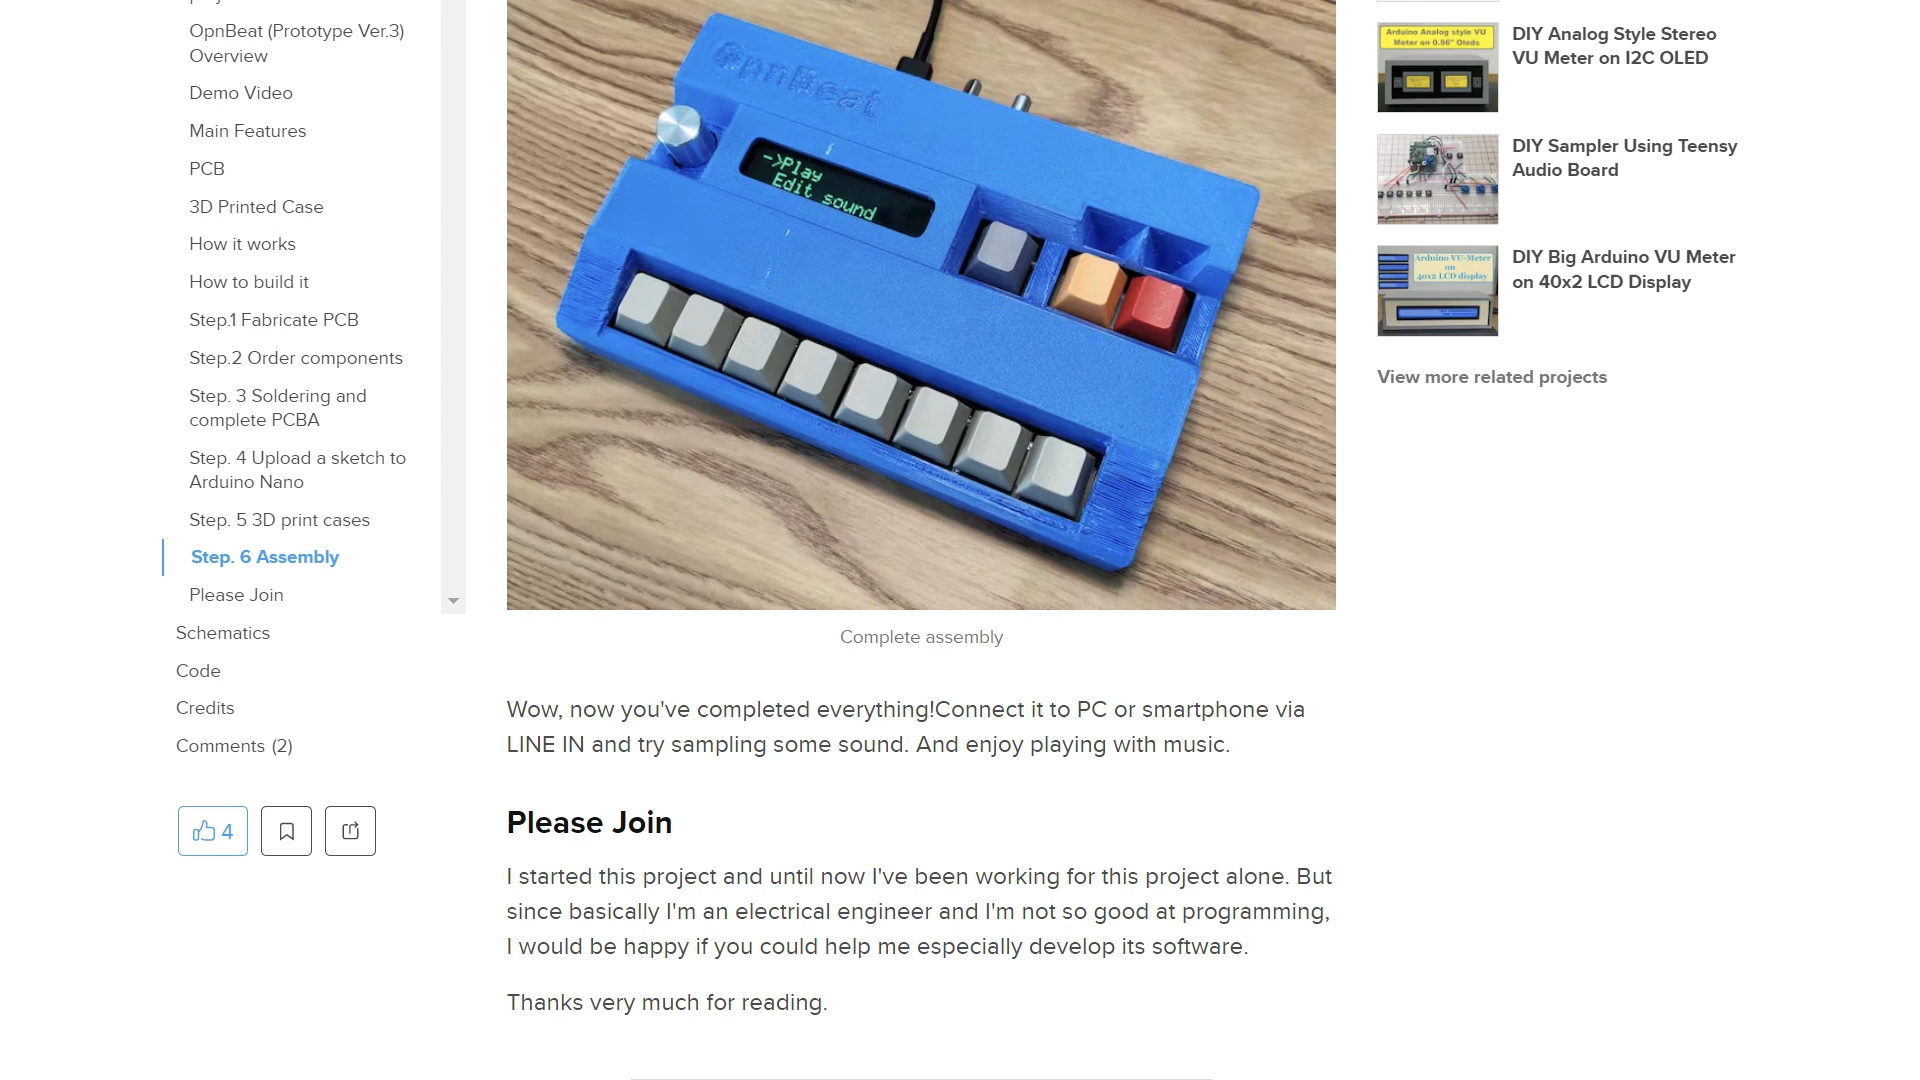 OpnBeat (Prototype Ver.3)
Overview
Demo Video
Main Features
PCB
3D Printed Case
How it works
How to build it
Step.1 Fabricate PCB
Step.2 Order components
Step. 3 Soldering and
complete PCBA
Step. 4 Upload a sketch to
Arduino Nano
Step. 5 3D print cases
Step. 6 Assembly
Please Join
Schematics
Code
Credits
Comments (2)
4
OpnBeat
->Play
Edit sound
Complete assembly
Wow, now you've completed everything!Connect it to PC or smartphone via
LINE IN and try sampling some sound. And enjoy playing with music.
Please Join
I started this project and until now I've been working for this project alone. But
since basically I'm an electrical engineer and I'm not so good at programming,
I would be happy if you could help me especially develop its software.
Thanks very much for reading.
Arduino Analog style VU
Meter on 0.96" Oleds
DIY Analog Style Stereo
VU Meter on I2C OLED
DIY Sampler Using Teensy
Audio Board
Arduino VU-Meter
on
40x2 LCD display
DIY Big Arduino VU Meter
on 40x2 LCD Display
View more related projects